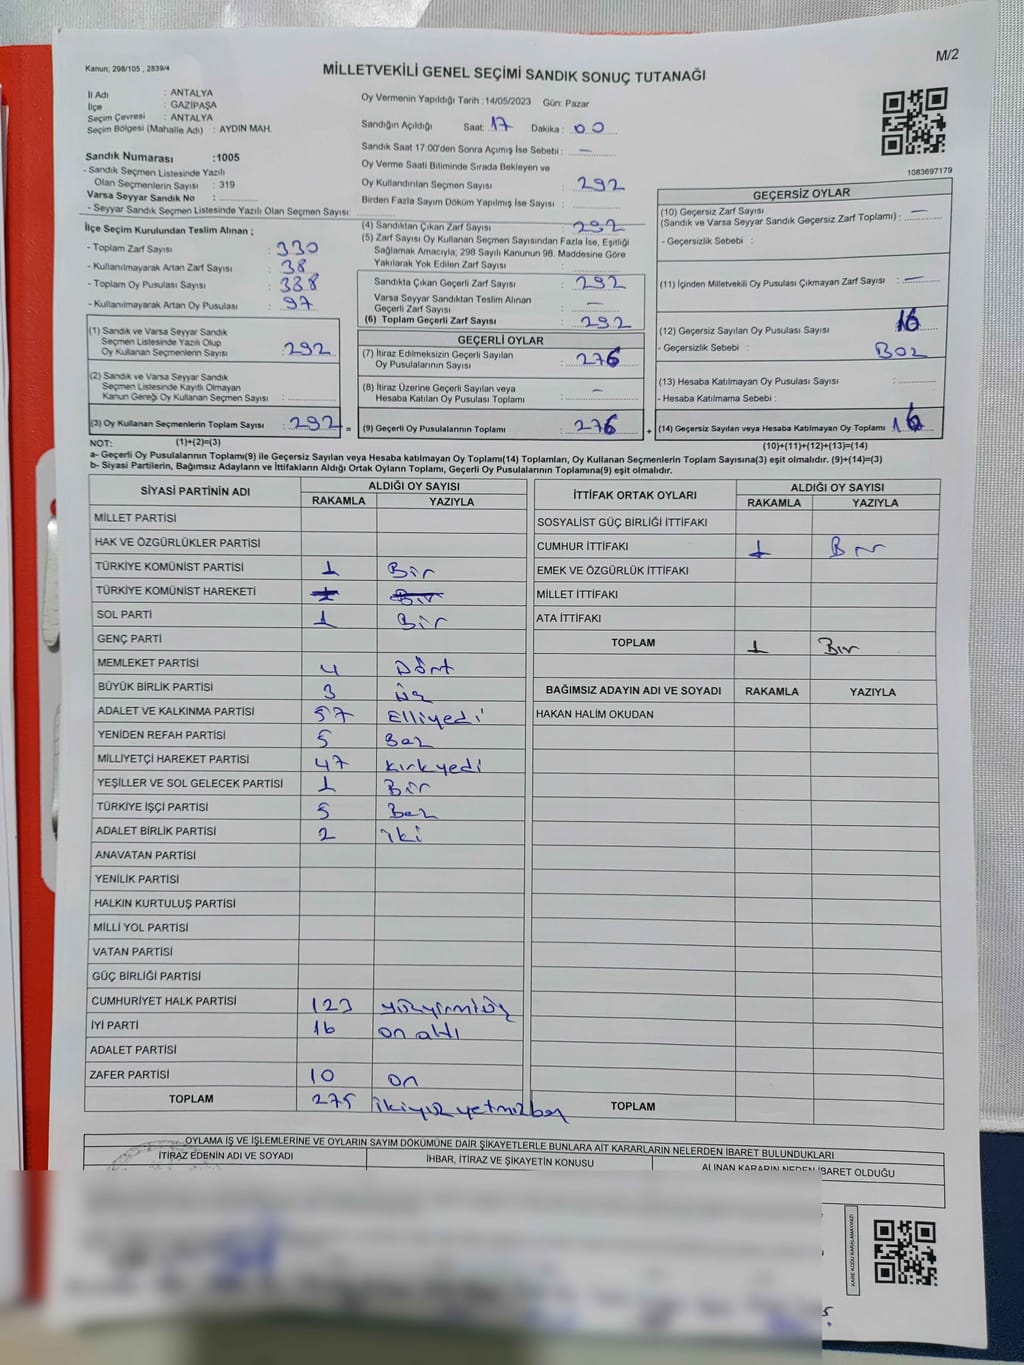 M/2
Kanun; 298/105 , 2839/4
MİLLETVEKİLİ GENEL SEÇİMİ SANDIK SONUÇ TUTANAĞI
İl Adı : ANTALYA
İlçe : GAZİPAŞA
Seçim Çevresi : ANTALYA
Seçim Bölgesi (Mahalle Adı) : AYDIN MAH.
Oy Vermenin Yapıldığı Tarih : 14/05/2023 Gün: Pazar
Sandığın Açıldığı Saat: 17 Dakika : 00
Sandık Saat 17:00'den Sonra Açımış İse Sebebi : —
Oy Verme Saati Bitiminde Sırada Bekleyen ve
Oy Kullandırılan Seçmen Sayısı : 292
Birden Fazla Sayım Döküm Yapılmış İse Sayısı :
Sandık Numarası :1005
- Sandık Seçmen Listesinde Yazılı
Olan Seçmenlerin Sayısı : 319
Varsa Seyyar Sandık No :
- Seyyar Sandık Seçmen Listesinde Yazılı Olan Seçmen Sayısı:
1083697179
İlçe Seçim Kurulundan Teslim Alınan ;
- Toplam Zarf Sayısı : 330
- Kullanılmayarak Artan Zarf Sayısı : 38
- Toplam Oy Pusulası Sayısı : 338
- Kullanılmayarak Artan Oy Pusulası : 97
(1) Sandık ve Varsa Seyyar Sandık
Seçmen Listesinde Yazılı Olup
Oy Kullanan Seçmenlerin Sayısı : 292
(2) Sandık ve Varsa Seyyar Sandık
Seçmen Listesinde Kayıtlı Olmayan
Kanun Gereği Oy Kullanan Seçmen Sayısı :
(3) Oy Kullanan Seçmenlerin Toplam Sayısı : 292 =
(4) Sandıktan Çıkan Zarf Sayısı : 292
(5) Zarf Sayısı Oy Kullanan Seçmen Sayısından Fazla İse, Eşitliği
Sağlamak Amacıyla; 298 Sayılı Kanunun 98. Maddesine Göre
Yakılarak Yok Edilen Zarf Sayısı :
Sandıkta Çıkan Geçerli Zarf Sayısı : 292
Varsa Seyyar Sandıktan Teslim Alınan
Geçerli Zarf Sayısı : —
(6) Toplam Geçerli Zarf Sayısı : 292
GEÇERLİ OYLAR
(7) İtiraz Edilmeksizin Geçerli Sayılan
Oy Pusulalarının Sayısı : 276
(8) İtiraz Üzerine Geçerli Sayılan veya
Hesaba Katılan Oy Pusulası Toplamı : —
(9) Geçerli Oy Pusulalarının Toplamı : 276 +
GEÇERSİZ OYLAR
(10) Geçersiz Zarf Sayısı
(Sandık ve Varsa Seyyar Sandık Geçersiz Zarf Toplamı) : —
- Geçersizlik Sebebi :
(11) İçinden Milletvekili Oy Pusulası Çıkmayan Zarf Sayısı : —
(12) Geçersiz Sayılan Oy Pusulası Sayısı : 16
- Geçersizlik Sebebi :
(13) Hesaba Katılmayan Oy Pusulası Sayısı :
- Hesaba Katılmama Sebebi :
(14) Geçersiz Sayılan veya Hesaba Katılmayan Oy Toplamı : 16
NOT: (1)+(2)=(3) (10)+(11)+(12)+(13)=(14)
a- Geçerli Oy Pusulalarının Toplamı(9) ile Geçersiz Sayılan veya Hesaba katılmayan Oy Toplamı(14) Toplamları, Oy Kullanan Seçmenlerin Toplam Sayısına(3) eşit olmalıdır. (9)+(14)=(3)
b- Siyasi Partilerin, Bağımsız Adayların ve İttifakların Aldığı Ortak Oyların Toplamı, Geçerli Oy Pusulalarının Toplamına(9) eşit olmalıdır.
SİYASİ PARTİNİN ADI ALDIĞI OY SAYISI
RAKAMLA YAZIYLA
MİLLET PARTİSİ
HAK VE ÖZGÜRLÜKLER PARTİSİ
TÜRKİYE KOMÜNİST PARTİSİ 1 Bir
TÜRKİYE KOMÜNİST HAREKETİ 1 Bir
SOL PARTİ 1 Bir
GENÇ PARTİ
MEMLEKET PARTİSİ 4 Dört
BÜYÜK BİRLİK PARTİSİ 3 Üç
ADALET VE KALKINMA PARTİSİ 57 Elliyedi
YENİDEN REFAH PARTİSİ 5 Beş
MİLLİYETÇİ HAREKET PARTİSİ 47 kırkyedi
YEŞİLLER VE SOL GELECEK PARTİSİ 1 Bir
TÜRKİYE İŞÇİ PARTİSİ 5 Beş
ADALET BİRLİK PARTİSİ 2 iki
ANAVATAN PARTİSİ
YENİLİK PARTİSİ
HALKIN KURTULUŞ PARTİSİ
MİLLİ YOL PARTİSİ
VATAN PARTİSİ
GÜÇ BİRLİĞİ PARTİSİ
CUMHURİYET HALK PARTİSİ 123 yüzyirmiüç
İYİ PARTİ 16 on altı
ADALET PARTİSİ
ZAFER PARTİSİ 10 on
TOPLAM 275 ikiyüz yetmişbeş
İTTİFAK ORTAK OYLARI ALDIĞI OY SAYISI
RAKAMLA YAZIYLA
SOSYALİST GÜÇ BİRLİĞİ İTTİFAKI
CUMHUR İTTİFAKI 1 Bir
EMEK VE ÖZGÜRLÜK İTTİFAKI
MİLLET İTTİFAKI
ATA İTTİFAKI
TOPLAM 1 Bir
BAĞIMSIZ ADAYIN ADI VE SOYADI RAKAMLA YAZIYLA
HAKAN HALİM OKUDAN
TOPLAM
OYLAMA İŞ VE İŞLEMLERİNE VE OYLARIN SAYIM DÖKÜMÜNE DAİR ŞİKAYETLERLE BUNLARA AİT KARARLARIN NELERDEN İBARET BULUNDUKLARI
İTİRAZ EDENİN ADI VE SOYADI İHBAR, İTİRAZ VE ŞİKAYETİN KONUSU ALINAN KARARIN NEDEN İBARET OLDUĞU
KARE KODU KARALAMAYINIZ!